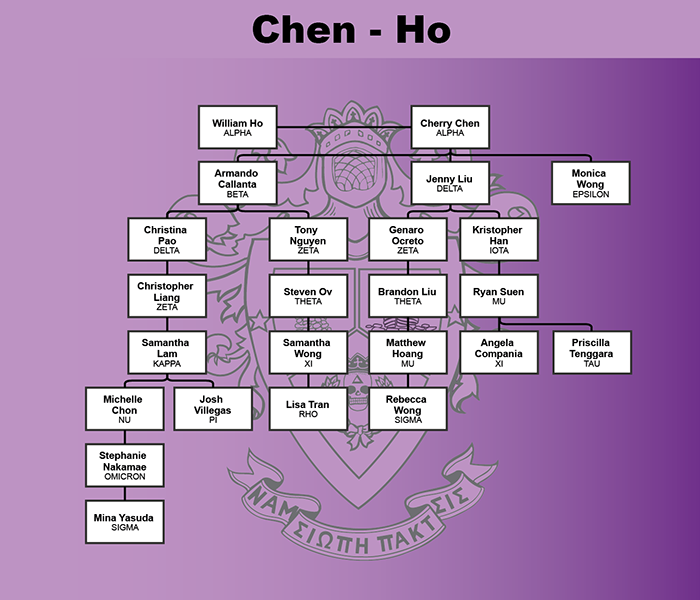 Chen - Ho
William Ho
ALPHA
Cherry Chen
ALPHA
Armando
Callanta
BETA
Jenny Liu
DELTA
Monica
Wong
EPSILON
Christina
Pao
DELTA
Tony
Nguyen
ZETA
Genaro
Ocreto
ZETA
Kristopher
Han
IOTA
Christopher
Liang
ZETA
Steven Ov
THETA
Brandon Liu
THETA
Ryan Suen
MU
Samantha
Lam
KAPPA
Samantha
Wong
XI
Matthew
Hoang
MU
Angela
Compania
XI
Priscilla
Tenggara
TAU
Michelle
Chon
NU
Josh
Villegas
PI
Lisa Tran
RHO
Rebecca
Wong
SIGMA
Stephanie
Nakamae
OMICRON
Mina Yasuda
SIGMA
ΝΑΜ ΣΙΩΠΗ ΠΑΚΤ ΣΙΣ